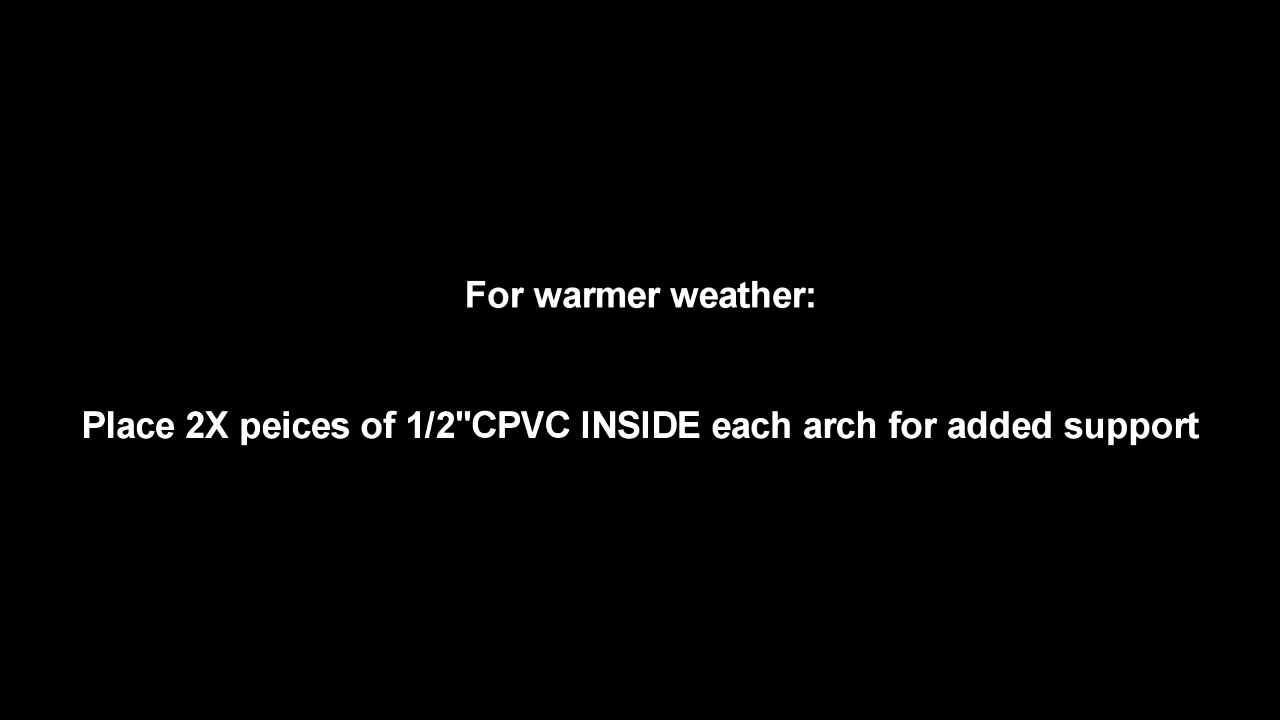 For warmer weather:
Place 2X peices of 1/2"CPVC INSIDE each arch for added support